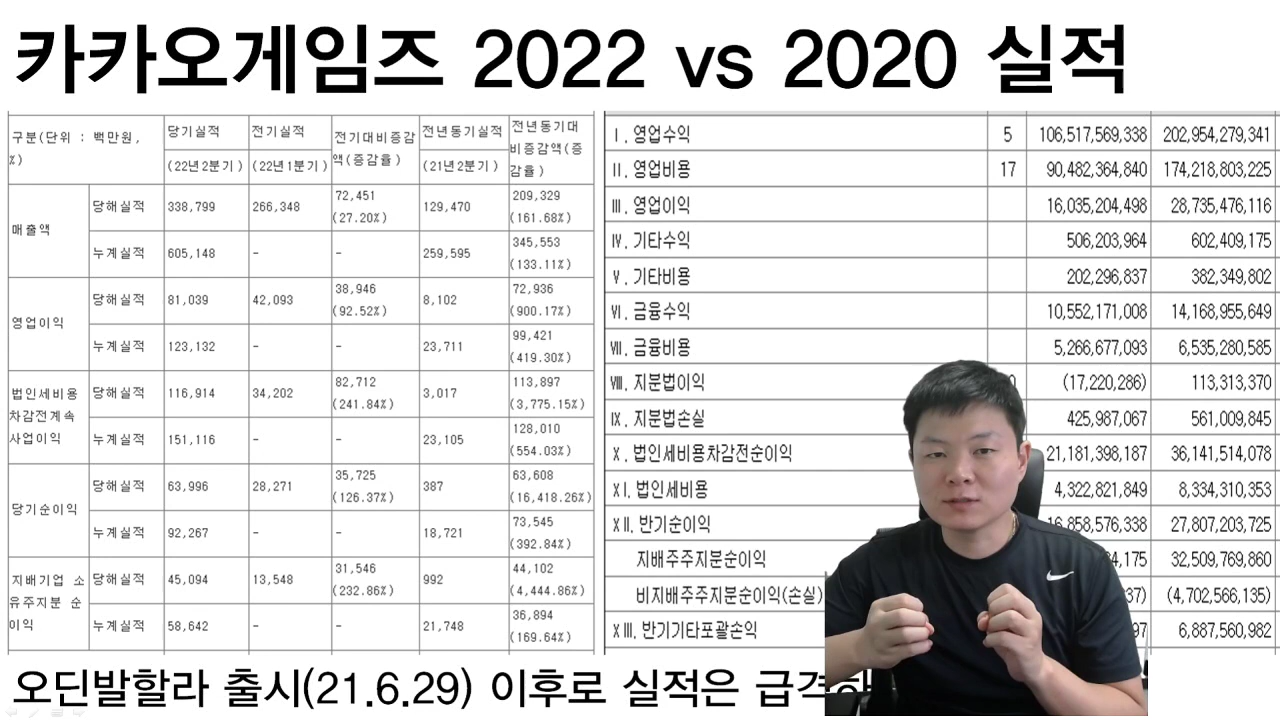 카카오게임즈 2022 vs 2020 실적
구분(단위 : 백만원, %) 당기실적 (22년2분기) 전기실적 (22년1분기) 전기대비증감액(증감율) 전년동기실적 (21년2분기) 전년동기대비증감액(증감율)
매출액 당해실적 338,799 266,348 72,451 (27.20%) 129,470 209,329 (161.68%)
누계실적 605,148 - - 259,595 345,553 (133.11%)
영업이익 당해실적 81,039 42,093 38,946 (92.52%) 8,102 72,936 (900.17%)
누계실적 123,132 - - 23,711 99,421 (419.30%)
법인세비용차감전계속사업이익 당해실적 116,914 34,202 82,712 (241.84%) 3,017 113,897 (3,775.15%)
누계실적 151,116 - - 23,105 128,010 (554.03%)
당기순이익 당해실적 63,996 28,271 35,725 (126.37%) 387 63,608 (16,418.26%)
누계실적 92,267 - - 18,721 73,545 (392.84%)
지배기업 소유주지분 순이익 당해실적 45,094 13,548 31,546 (232.86%) 992 44,102 (4,444.86%)
누계실적 58,642 - - 21,748 36,894 (169.64%)
Ⅰ. 영업수익 5 106,517,569,338 202,954,279,341
Ⅱ. 영업비용 17 90,482,364,840 174,218,803,225
Ⅲ. 영업이익 16,035,204,498 28,735,476,116
Ⅳ. 기타수익 506,203,964 602,409,175
Ⅴ. 기타비용 202,296,837 382,349,802
Ⅵ. 금융수익 10,552,171,008 14,168,955,649
Ⅶ. 금융비용 5,266,677,093 6,535,280,585
Ⅷ. 지분법이익 (17,220,286) 113,313,370
Ⅸ. 지분법손실 425,987,067 561,009,845
Ⅹ. 법인세비용차감전순이익 21,181,398,187 36,141,514,078
ⅩⅠ. 법인세비용 4,322,821,849 8,334,310,353
ⅩⅡ. 반기순이익 16,858,576,338 27,807,203,725
지배주주지분순이익 32,509,769,860
비지배주주지분순이익(손실) (4,702,566,135)
ⅩⅢ. 반기기타포괄손익 6,887,560,982
오딘발할라 출시(21.6.29) 이후로 실적은